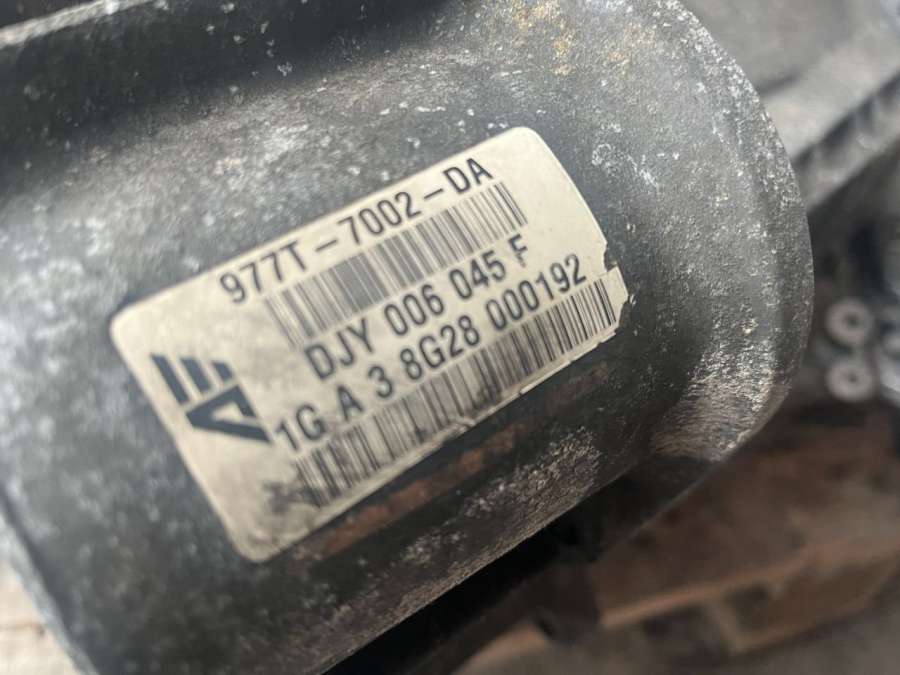 977T-7002-DA
DJY 006 045 F
1G A 3 8G28 000192